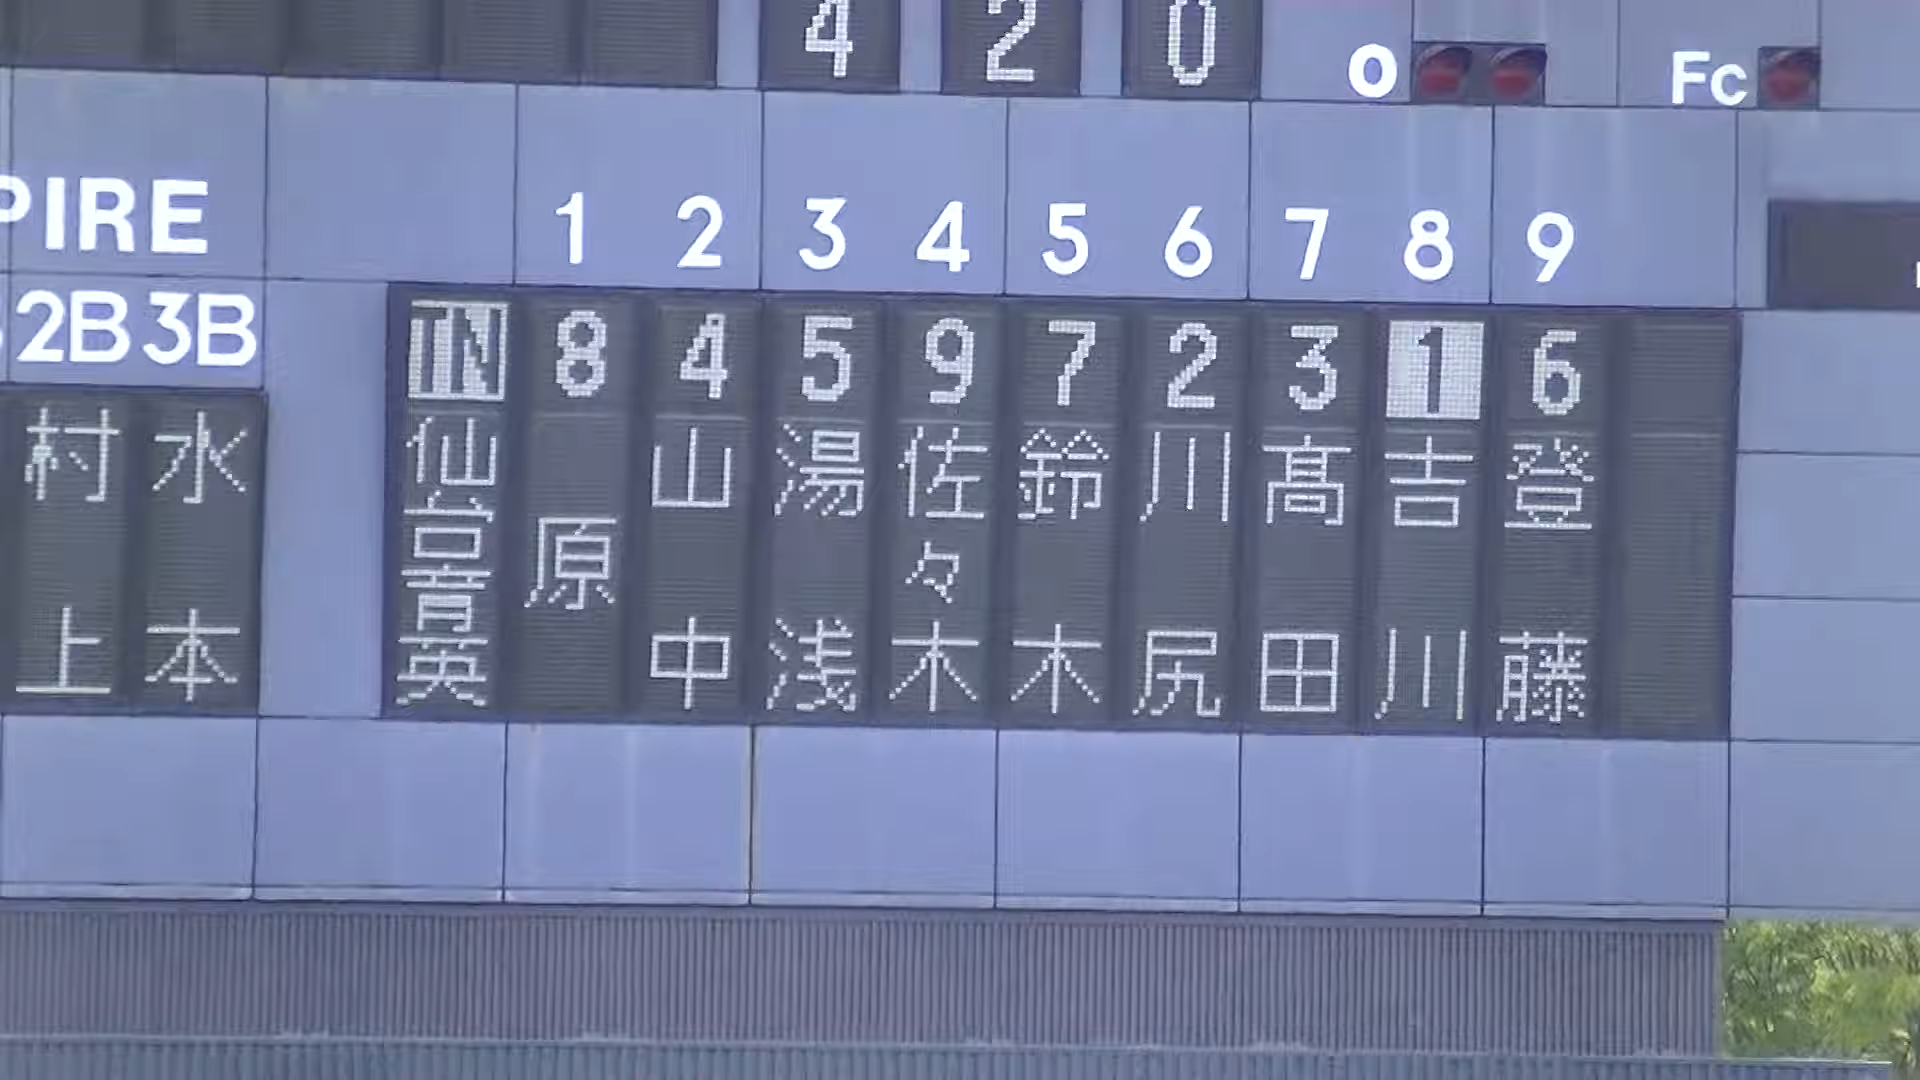 4 2 0
O Fc
PIRE
1 2 3 4 5 6 7 8 9
2B 3B
IN 8 4 5 9 7 2 3 1 6
村上
水本
仙台育英
原
山中
湯浅
佐々木
鈴木
川尻
髙田
吉川
登藤